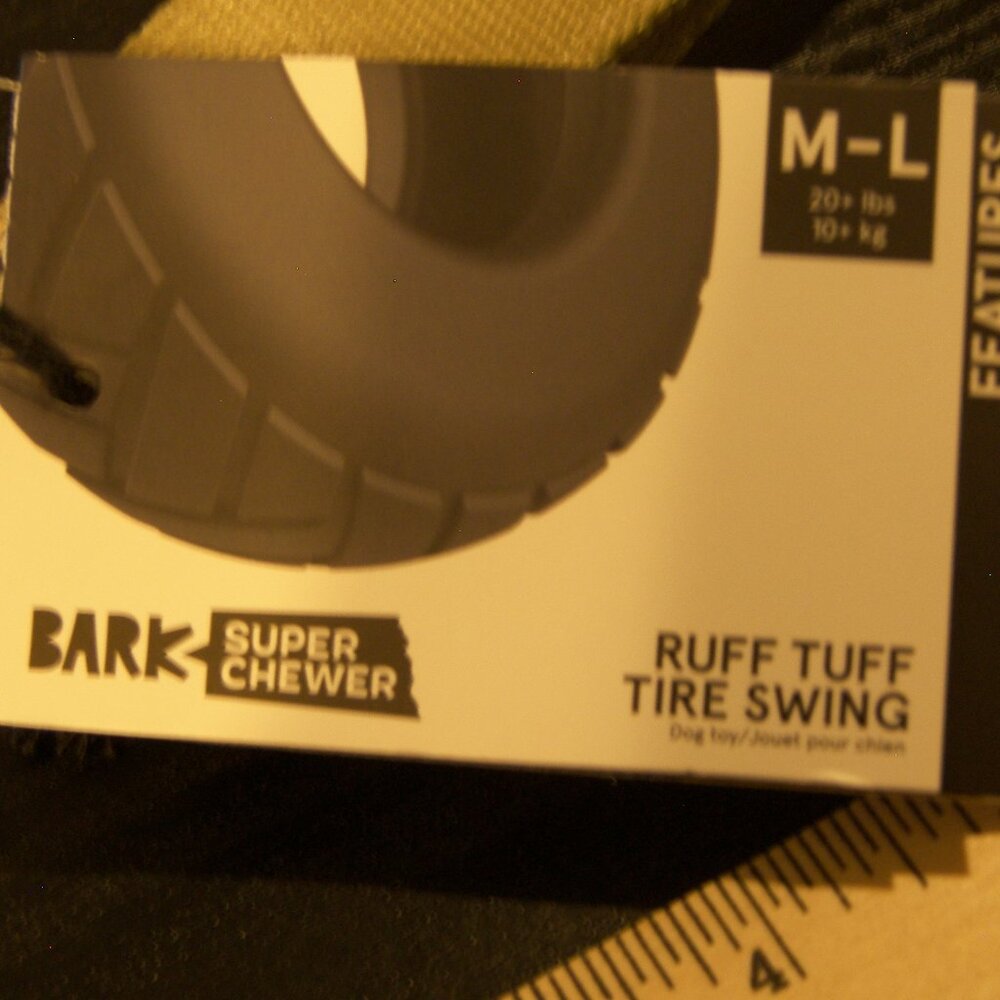 M-L
20+ lbs
10+ kg
FEATURES
BARK
SUPER
CHEWER
RUFF TUFF
TIRE SWING
Dog toy/Jouet pour chien
4